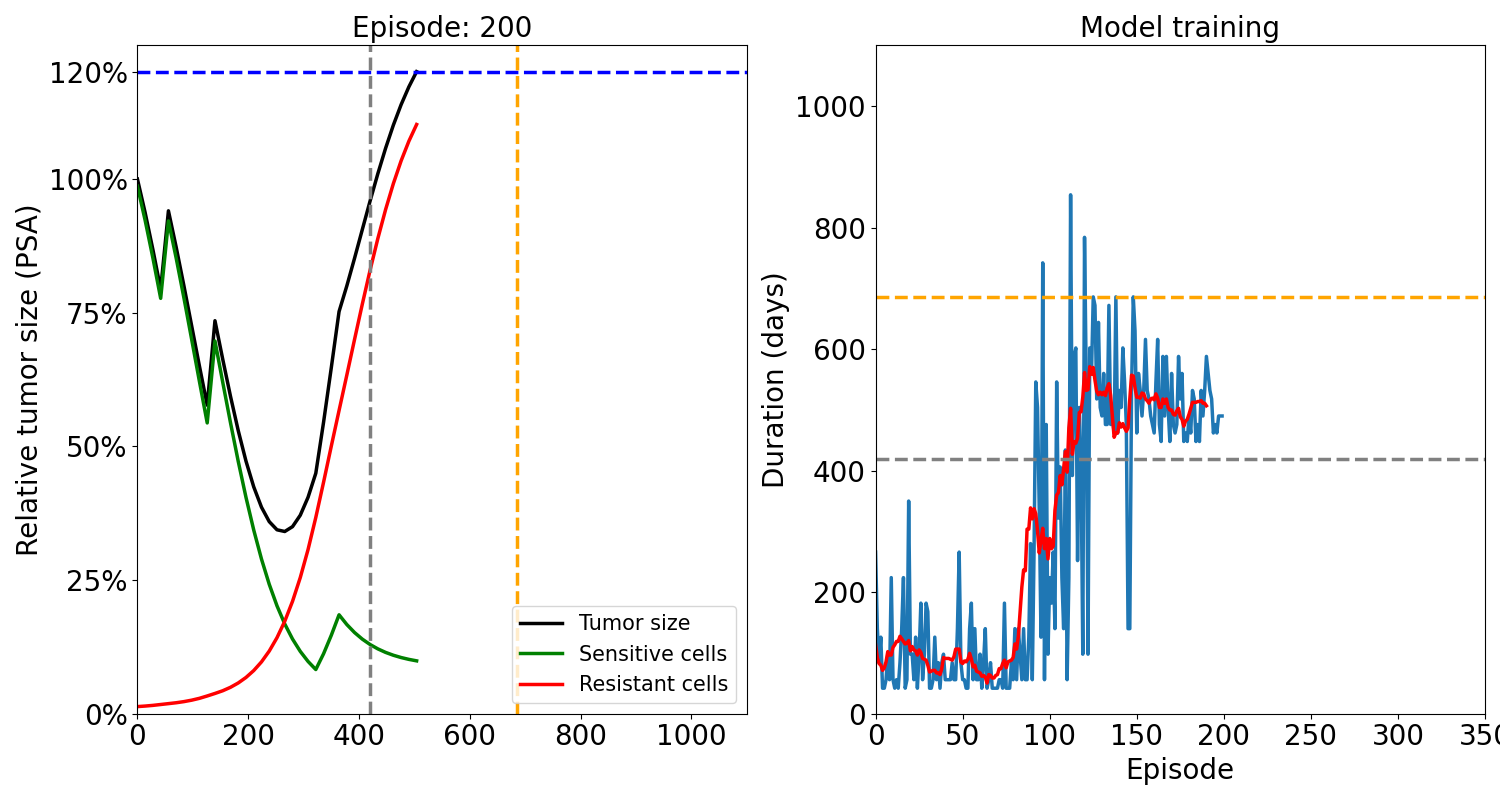 Episode: 200
Relative tumor size (PSA)
120%
100%
75%
50%
25%
0%
0 200 400 600 800 1000
Tumor size
Sensitive cells
Resistant cells
Model training
Duration (days)
1000
800
600
400
200
0
0 50 100 150 200 250 300 350
Episode